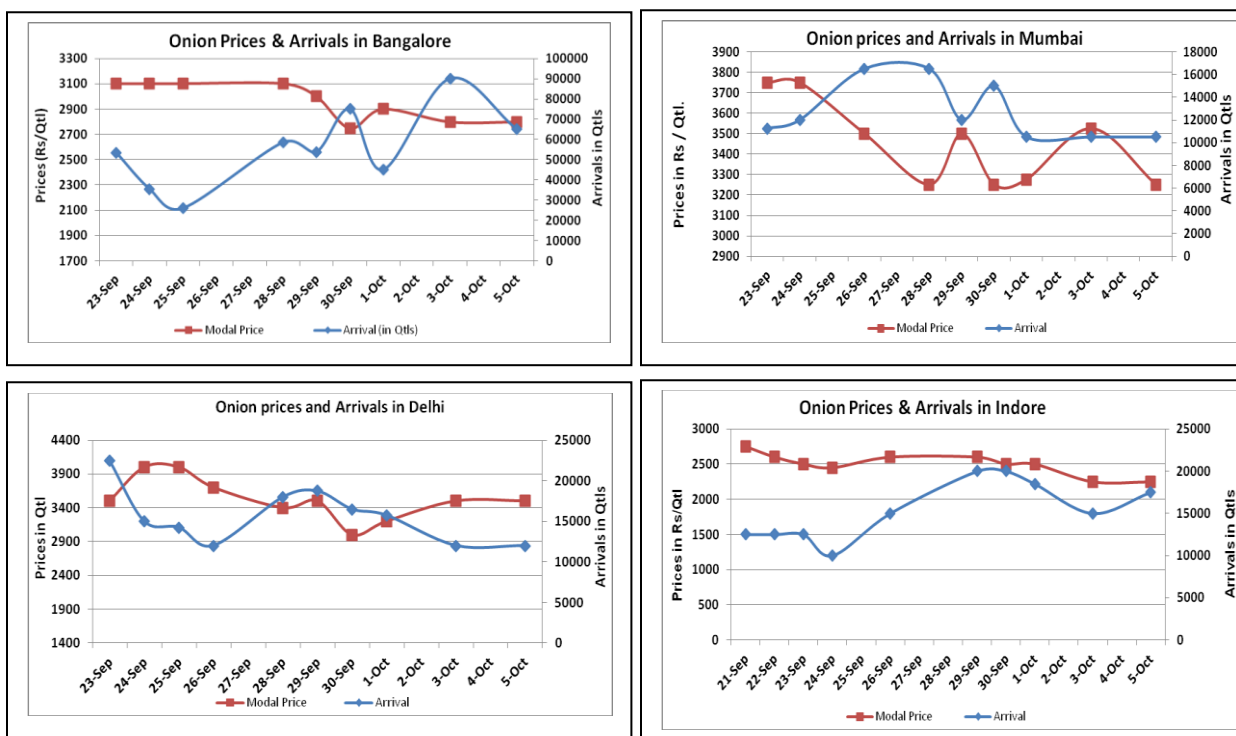 Onion Prices & Arrivals in Bangalore
Prices (Rs/Qtl)
3300
3100
2900
2700
2500
2300
2100
1900
1700
100000
90000
80000
70000
60000
50000
40000
30000
20000
10000
0
Arrivals in Qtls
23-Sep
24-Sep
25-Sep
26-Sep
27-Sep
28-Sep
29-Sep
30-Sep
1-Oct
2-Oct
3-Oct
4-Oct
5-Oct
Modal Price
Arrival (in Qtls)
Onion prices and Arrivals in Mumbai
Prices in Rs / Qtl.
3900
3800
3700
3600
3500
3400
3300
3200
3100
3000
2900
18000
16000
14000
12000
10000
8000
6000
4000
2000
0
Arrivals in Qtls
23-Sep
24-Sep
25-Sep
26-Sep
27-Sep
28-Sep
29-Sep
30-Sep
1-Oct
2-Oct
3-Oct
4-Oct
5-Oct
Modal Price
Arrival
Onion prices and Arrivals in Delhi
Prices in Qtl
4400
3900
3400
2900
2400
1900
1400
25000
20000
15000
10000
5000
0
Arrivals in Qtls
23-Sep
24-Sep
25-Sep
26-Sep
27-Sep
28-Sep
29-Sep
30-Sep
1-Oct
2-Oct
3-Oct
4-Oct
5-Oct
Modal Price
Arrival
Onion Prices & Arrivals in Indore
Prices in Rs/Qtl
3000
2500
2000
1500
1000
500
0
25000
20000
15000
10000
5000
0
Arrivals in Qtls
21-Sep
22-Sep
23-Sep
24-Sep
25-Sep
26-Sep
27-Sep
28-Sep
29-Sep
30-Sep
1-Oct
2-Oct
3-Oct
4-Oct
5-Oct
Modal Price
Arrival